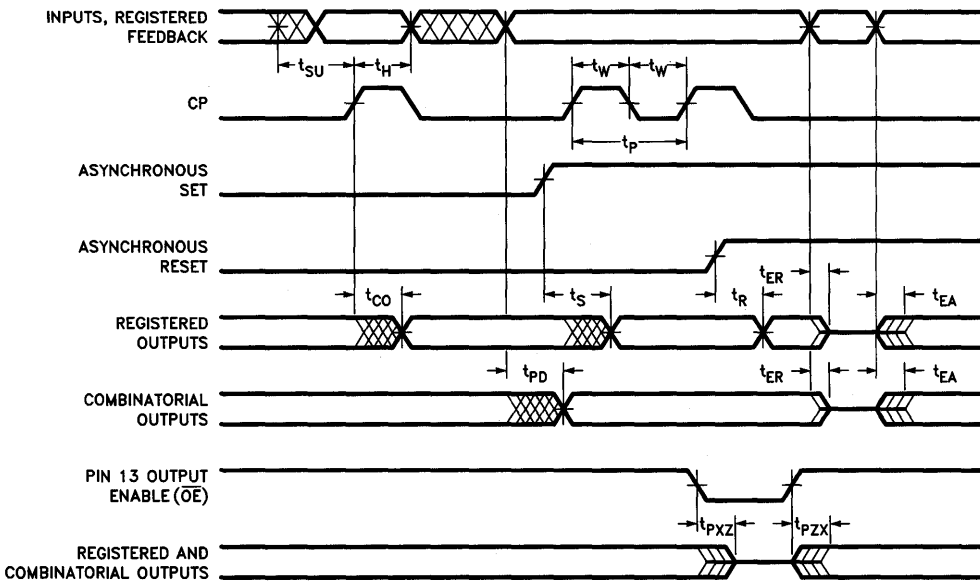 INPUTS, REGISTERED
FEEDBACK
tSU
tH
tW
tW
CP
tP
ASYNCHRONOUS
SET
ASYNCHRONOUS
RESET
tER
tCO
tS
tR
tEA
REGISTERED
OUTPUTS
tPD
tER
tEA
COMBINATORIAL
OUTPUTS
PIN 13 OUTPUT
ENABLE (O̅E̅)
tPXZ
tPZX
REGISTERED AND
COMBINATORIAL OUTPUTS